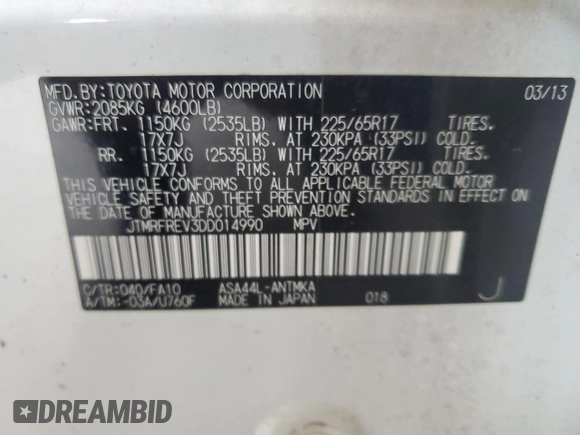 MFD. BY: TOYOTA MOTOR CORPORATION 03/13
GVWR: 2085KG (4600LB)
GAWR: FRT. 1150KG (2535LB) WITH 225/65R17 TIRES.
17X7J RIMS, AT 230KPA (33PSI) COLD.
RR. 1150KG (2535LB) WITH 225/65R17 TIRES,
17X7J RIMS, AT 230KPA (33PSI) COLD.
THIS VEHICLE CONFORMS TO ALL APPLICABLE FEDERAL MOTOR
VEHICLE SAFETY AND THEFT PREVENTION STANDARDS IN EFFECT ON
THE DATE OF MANUFACTURE SHOWN ABOVE.
JTMRFREV3DD014990 MPV
C/TR: 040/FA10 ASA44L-ANTMKA
A/TM: -03A/U760F MADE IN JAPAN 018 J
DREAMBID